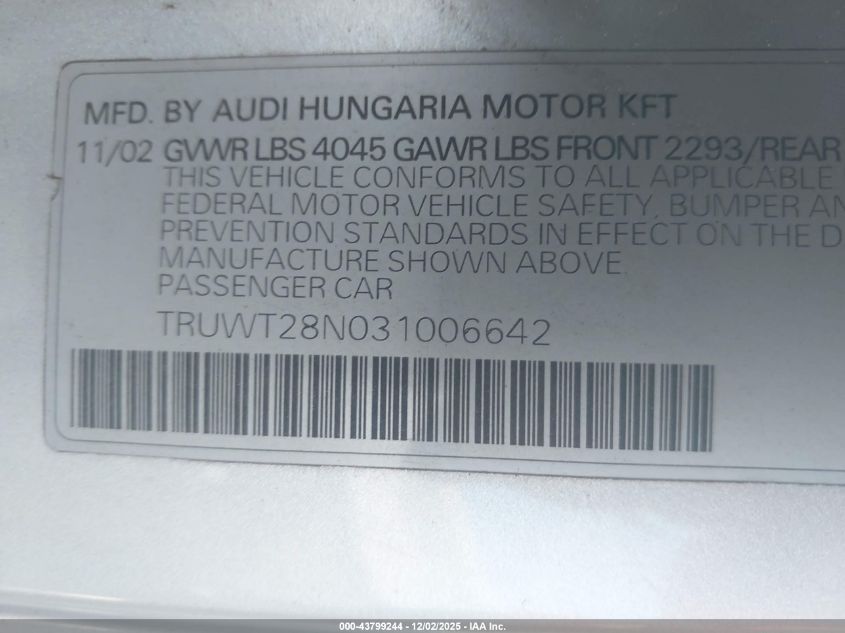 MFD. BY AUDI HUNGARIA MOTOR KFT
11/02 GVWR LBS 4045 GAWR LBS FRONT 2293/REAR
THIS VEHICLE CONFORMS TO ALL APPLICABLE
FEDERAL MOTOR VEHICLE SAFETY, BUMPER AN
PREVENTION STANDARDS IN EFFECT ON THE D
MANUFACTURE SHOWN ABOVE.
PASSENGER CAR
TRUWT28N031006642
000-43799244 - 12/02/2025 - IAA Inc.